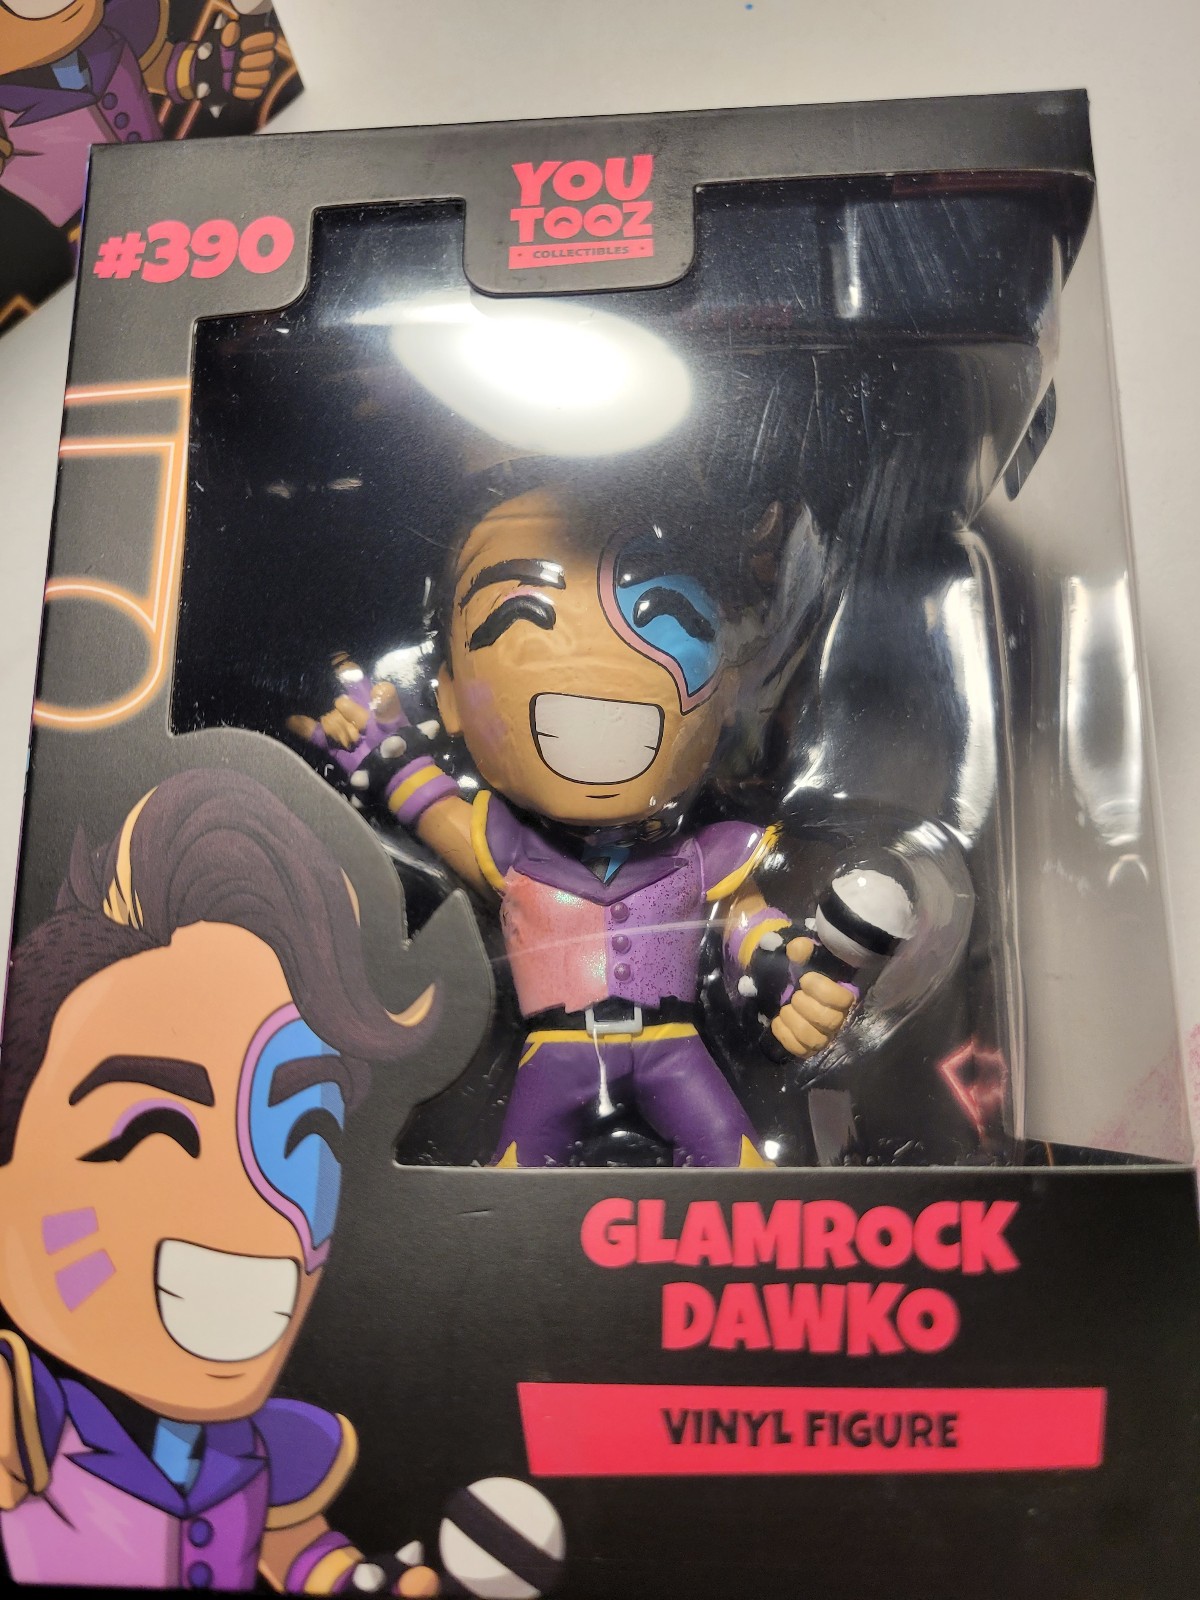 #390
YOU
TOOZ
COLLECTIBLES
GLAMROCK
DAWKO
VINYL FIGURE